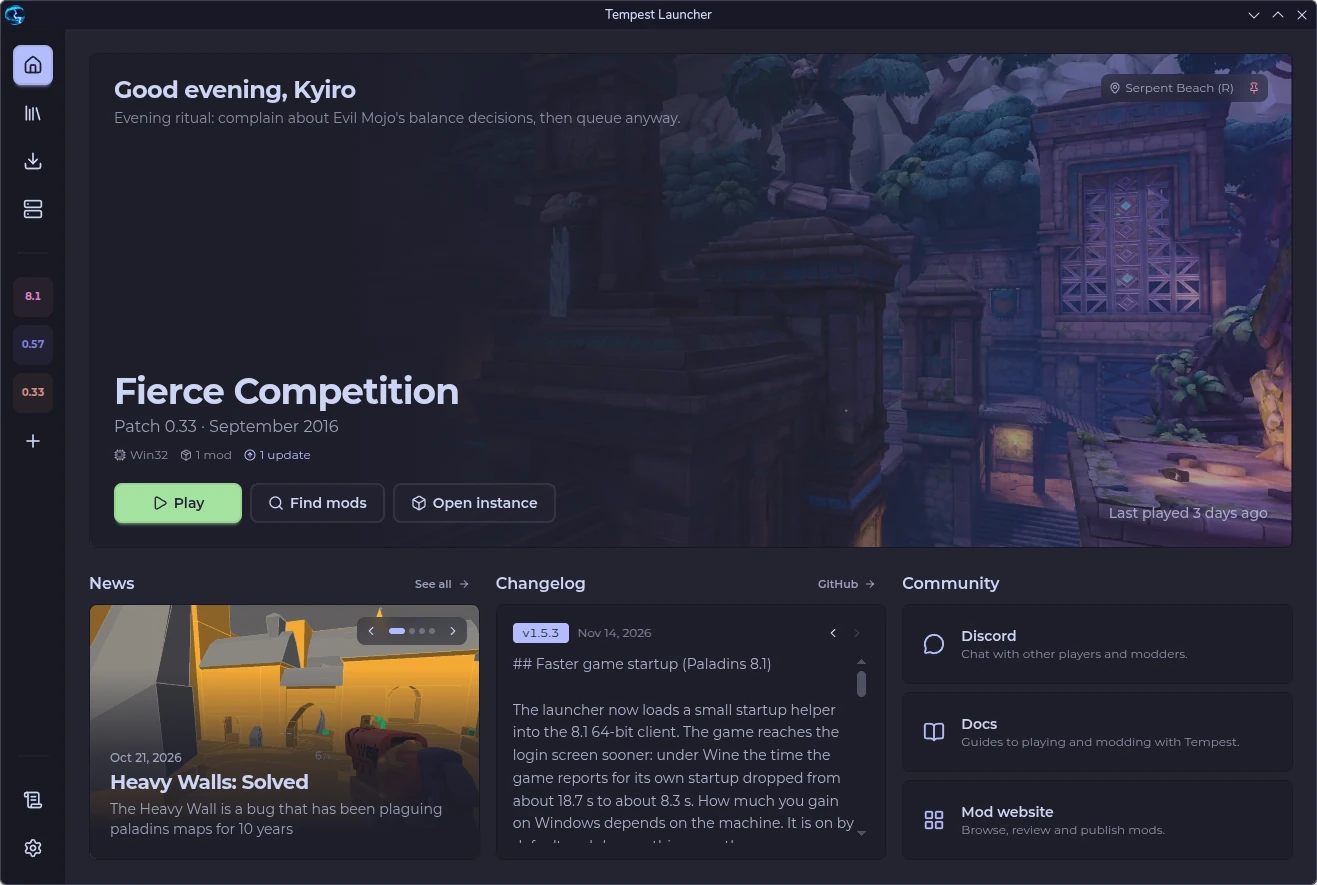 Tempest Launcher
Good evening, Kyiro
Evening ritual: complain about Evil Mojo's balance decisions, then queue anyway.
Serpent Beach (R)
8.1
0.57
0.33
Fierce Competition
Patch 0.33 · September 2016
Win32
1 mod
1 update
Play
Find mods
Open instance
Last played 3 days ago
News
See all
Oct 21, 2026
Heavy Walls: Solved
The Heavy Wall is a bug that has been plaguing
paladins maps for 10 years
Changelog
GitHub
v1.5.3
Nov 14, 2026
## Faster game startup (Paladins 8.1)
The launcher now loads a small startup helper
into the 8.1 64-bit client. The game reaches the
login screen sooner: under Wine the time the
game reports for its own startup dropped from
about 18.7 s to about 8.3 s. How much you gain
on Windows depends on the machine. It is on by
Community
Discord
Chat with other players and modders.
Docs
Guides to playing and modding with Tempest.
Mod website
Browse, review and publish mods.